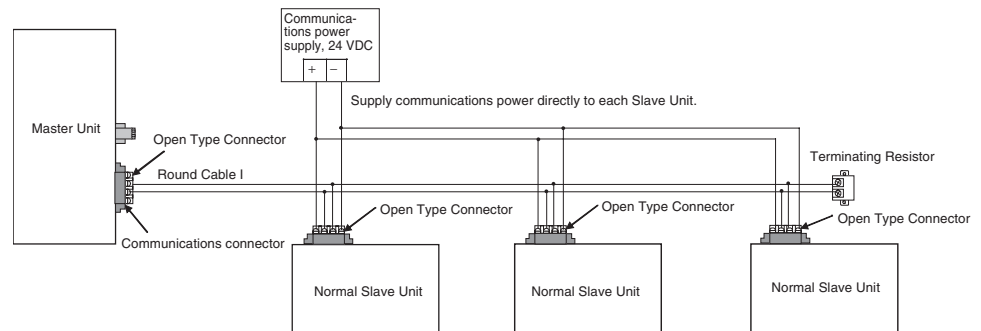 Communica-
tions power
supply, 24 VDC
+ −
Supply communications power directly to each Slave Unit.
Master Unit
Open Type Connector
Terminating Resistor
Round Cable I
Open Type Connector
Open Type Connector
Open Type Connector
Communications connector
Normal Slave Unit
Normal Slave Unit
Normal Slave Unit